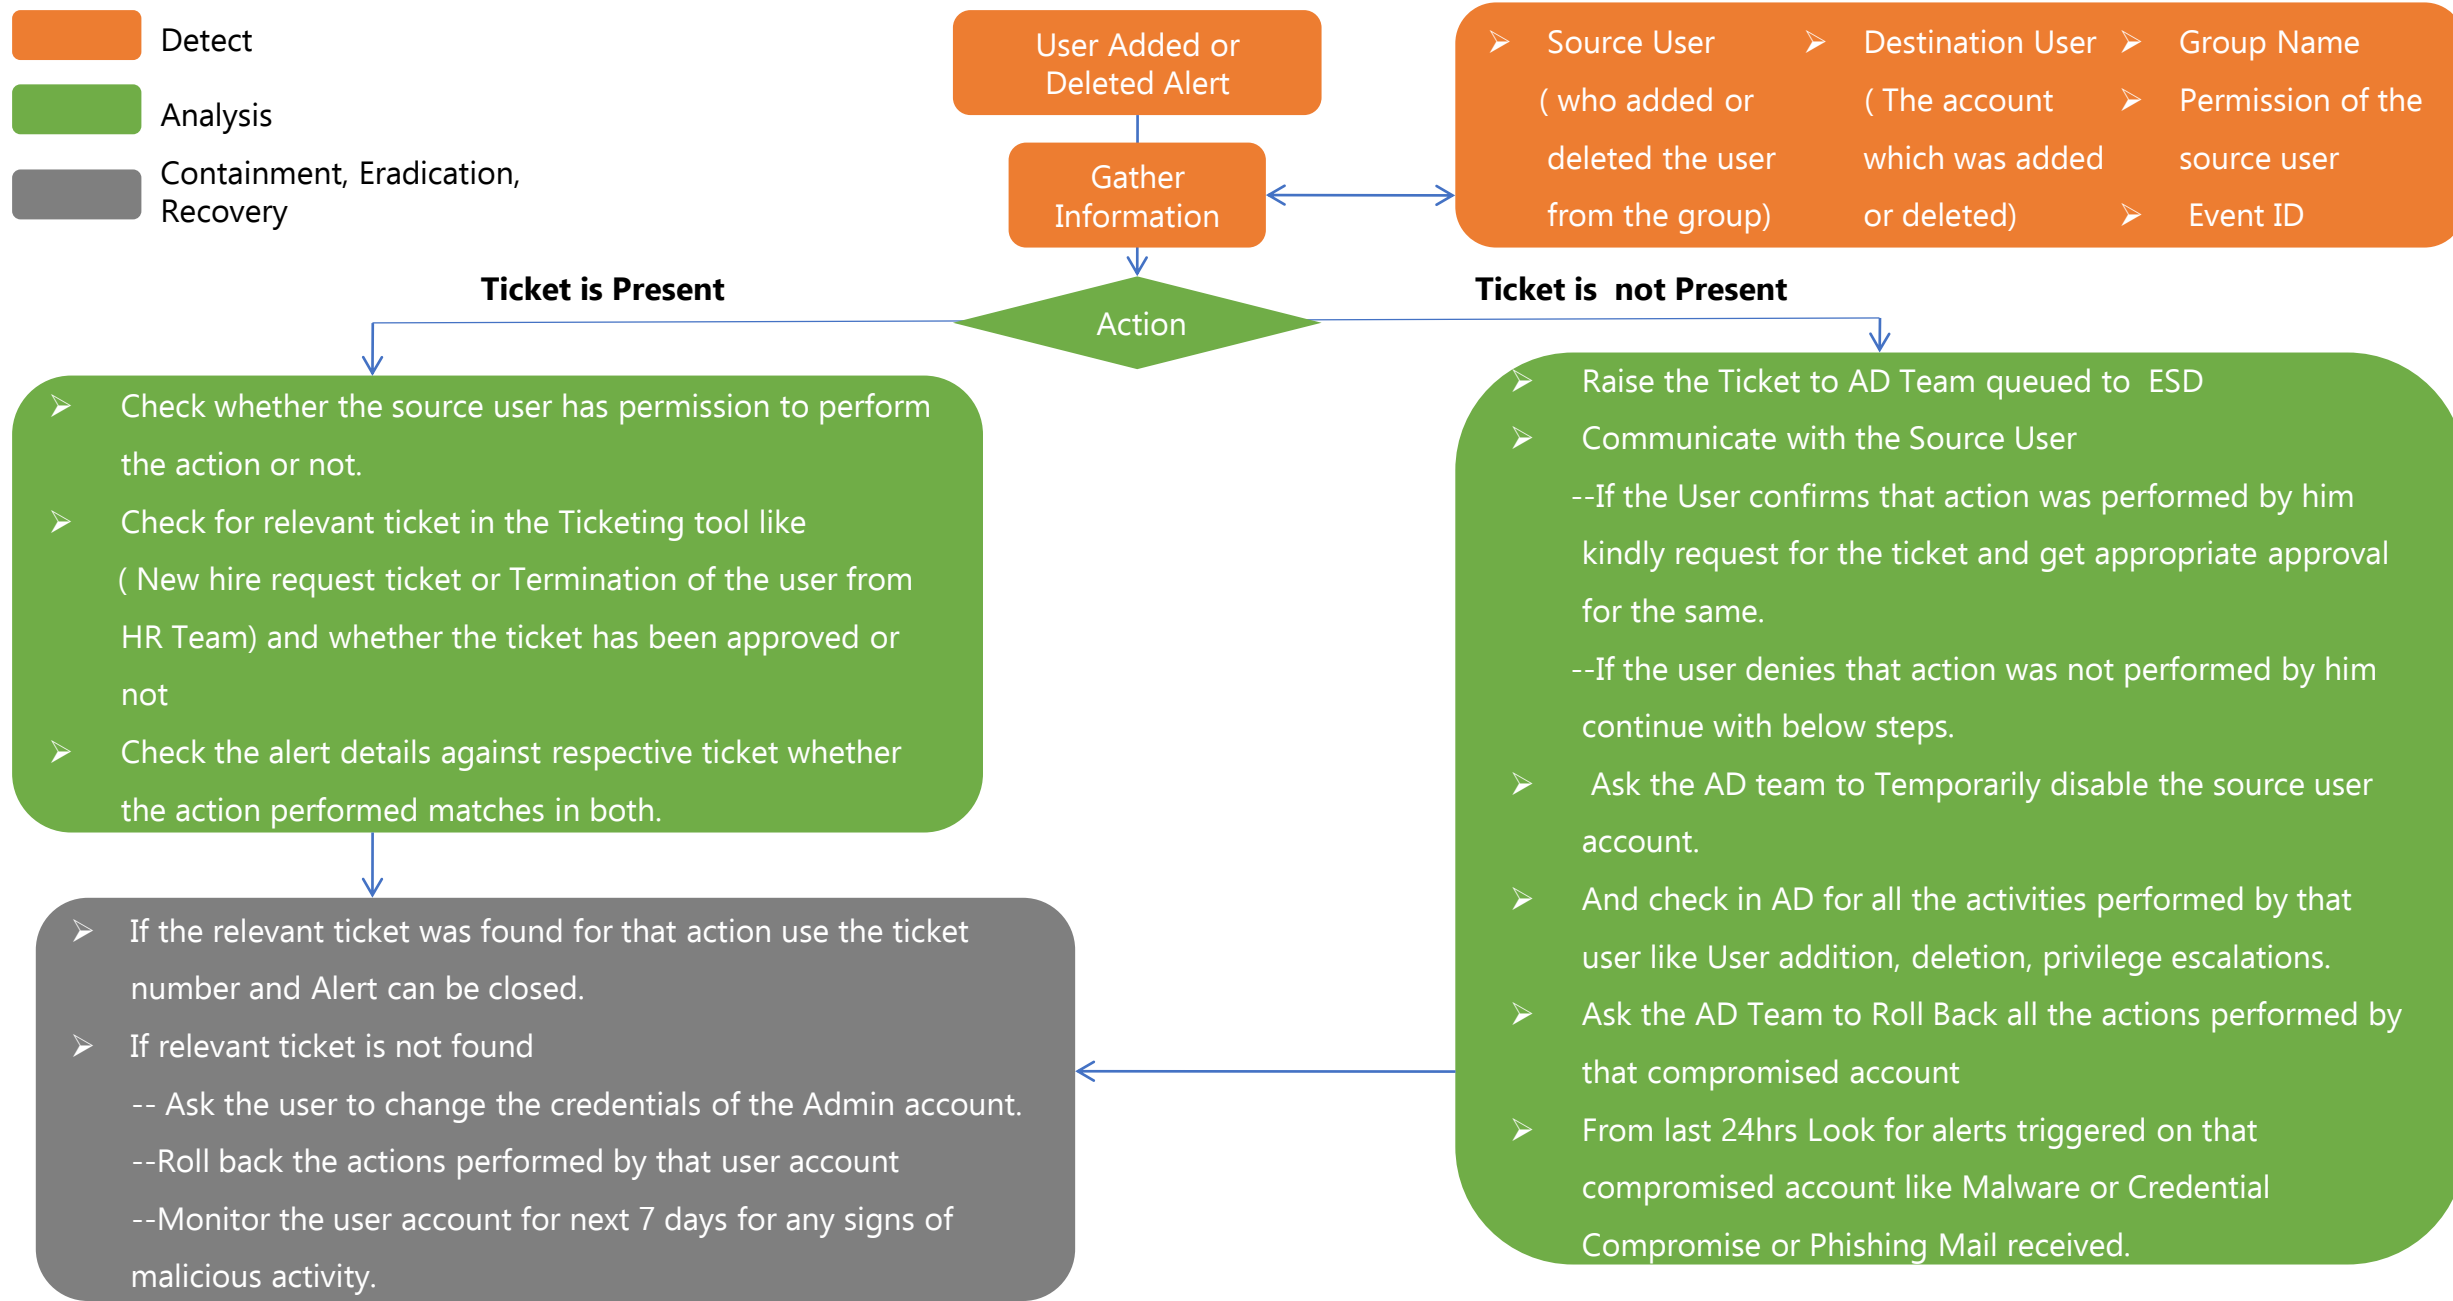 Detect
Analysis
Containment, Eradication,
Recovery
User Added or
Deleted Alert
Gather
Information
➢ Source User
( who added or
deleted the user
from the group)
➢ Destination User
( The account
which was added
or deleted)
➢ Group Name
➢ Permission of the
source user
➢ Event ID
Action
Ticket is Present
➢ Check whether the source user has permission to perform
the action or not.
➢ Check for relevant ticket in the Ticketing tool like
( New hire request ticket or Termination of the user from
HR Team) and whether the ticket has been approved or
not
➢ Check the alert details against respective ticket whether
the action performed matches in both.
Ticket is  not Present
➢ Raise the Ticket to AD Team queued to  ESD
➢ Communicate with the Source User
--If the User confirms that action was performed by him
kindly request for the ticket and get appropriate approval
for the same.
--If the user denies that action was not performed by him
continue with below steps.
➢ Ask the AD team to Temporarily disable the source user
account.
➢ And check in AD for all the activities performed by that
user like User addition, deletion, privilege escalations.
➢ Ask the AD Team to Roll Back all the actions performed by
that compromised account
➢ From last 24hrs Look for alerts triggered on that
compromised account like Malware or Credential
Compromise or Phishing Mail received.
➢ If the relevant ticket was found for that action use the ticket
number and Alert can be closed.
➢ If relevant ticket is not found
-- Ask the user to change the credentials of the Admin account.
--Roll back the actions performed by that user account
--Monitor the user account for next 7 days for any signs of
malicious activity.